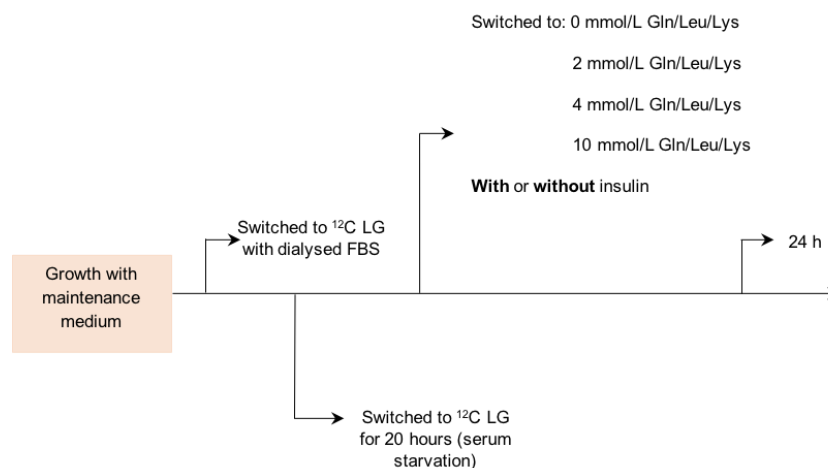 Switched to: 0 mmol/L Gln/Leu/Lys
2 mmol/L Gln/Leu/Lys
4 mmol/L Gln/Leu/Lys
10 mmol/L Gln/Leu/Lys
With or without insulin
Switched to ¹²C LG
with dialysed FBS
24 h
Growth with
maintenance
medium
Switched to ¹²C LG
for 20 hours (serum
starvation)